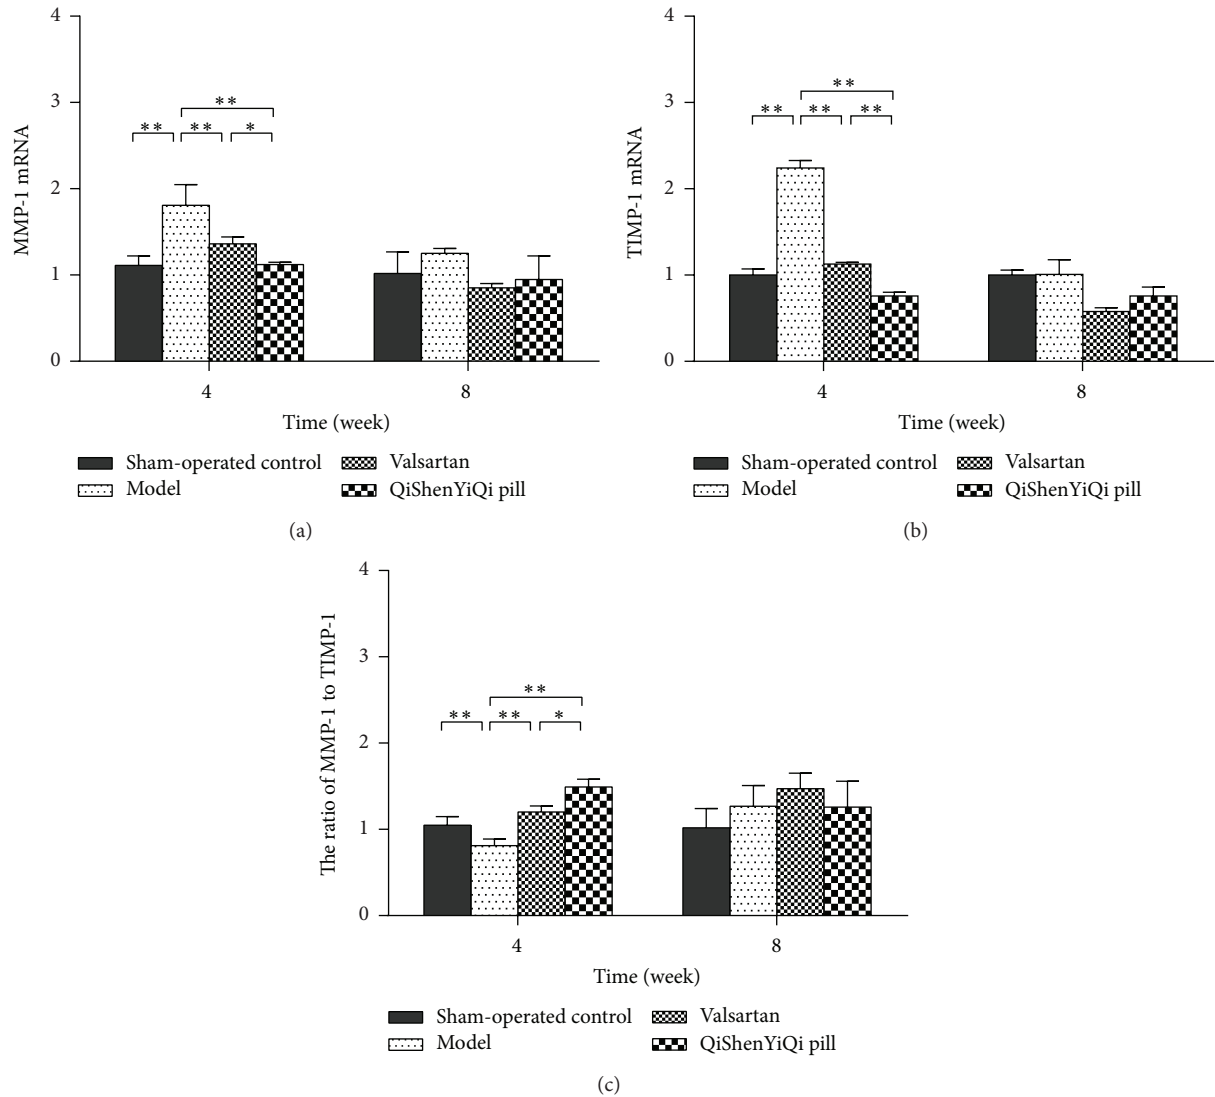 4
3
2
1
0
MMP-1 mRNA
**
** ** *
4 8
Time (week)
Sham-operated control
Model
Valsartan
QiShenYiQi pill
(a)
4
3
2
1
0
TIMP-1 mRNA
**
** ** **
4 8
Time (week)
Sham-operated control
Model
Valsartan
QiShenYiQi pill
(b)
4
3
2
1
0
The ratio of MMP-1 to TIMP-1
**
** ** *
4 8
Time (week)
Sham-operated control
Model
Valsartan
QiShenYiQi pill
(c)